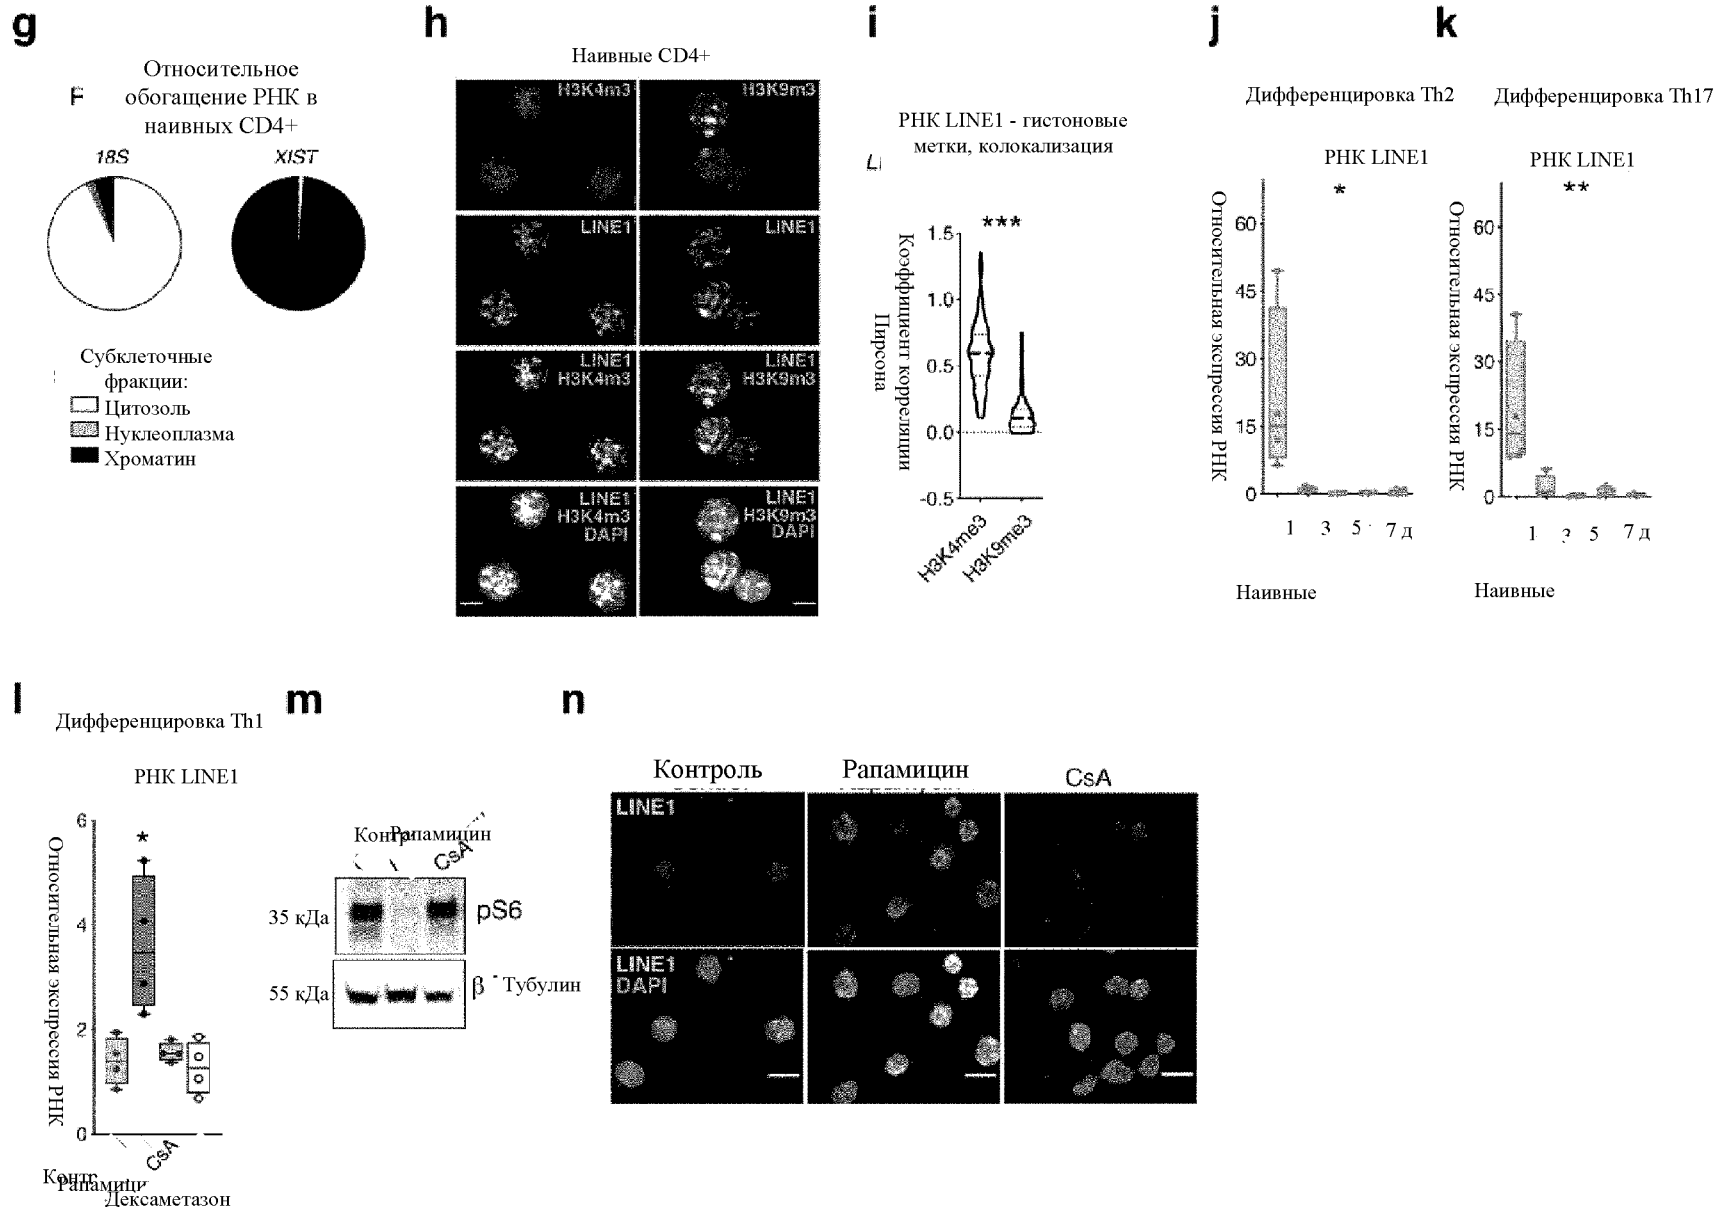 g
Относительное
обогащение РНК в
наивных CD4+
18S
XIST
Субклеточные
фракции:
Цитозоль
Нуклеоплазма
Хроматин
h
Наивные CD4+
H3K4m3
H3K9m3
LINE1
LINE1
LINE1
H3K4m3
LINE1
H3K9m3
LINE1
H3K4m3
DAPI
LINE1
H3K9m3
DAPI
i
РНК LINE1 - гистоновые
метки, колокализация
***
Коэффициент корреляции
Пирсона
1.5
1.0
0.5
0.0
-0.5
H3K4me3
H3K9me3
j
Дифференцировка Th2
РНК LINE1
*
Относительная экспрессия РНК
60
45
30
15
0
1 3 5 7 д
Наивные
k
Дифференцировка Th17
РНК LINE1
**
Относительная экспрессия РНК
60
45
30
15
0
1 3 5 7 д
Наивные
l
Дифференцировка Th1
РНК LINE1
*
Относительная экспрессия РНК
6
4
2
0
Контр
Рапамици
CsA
Дексаметазон
m
Контр
Рапамицин
CsA
35 кДа
pS6
55 кДа
β - Тубулин
n
Контроль
Рапамицин
CsA
LINE1
LINE1
DAPI